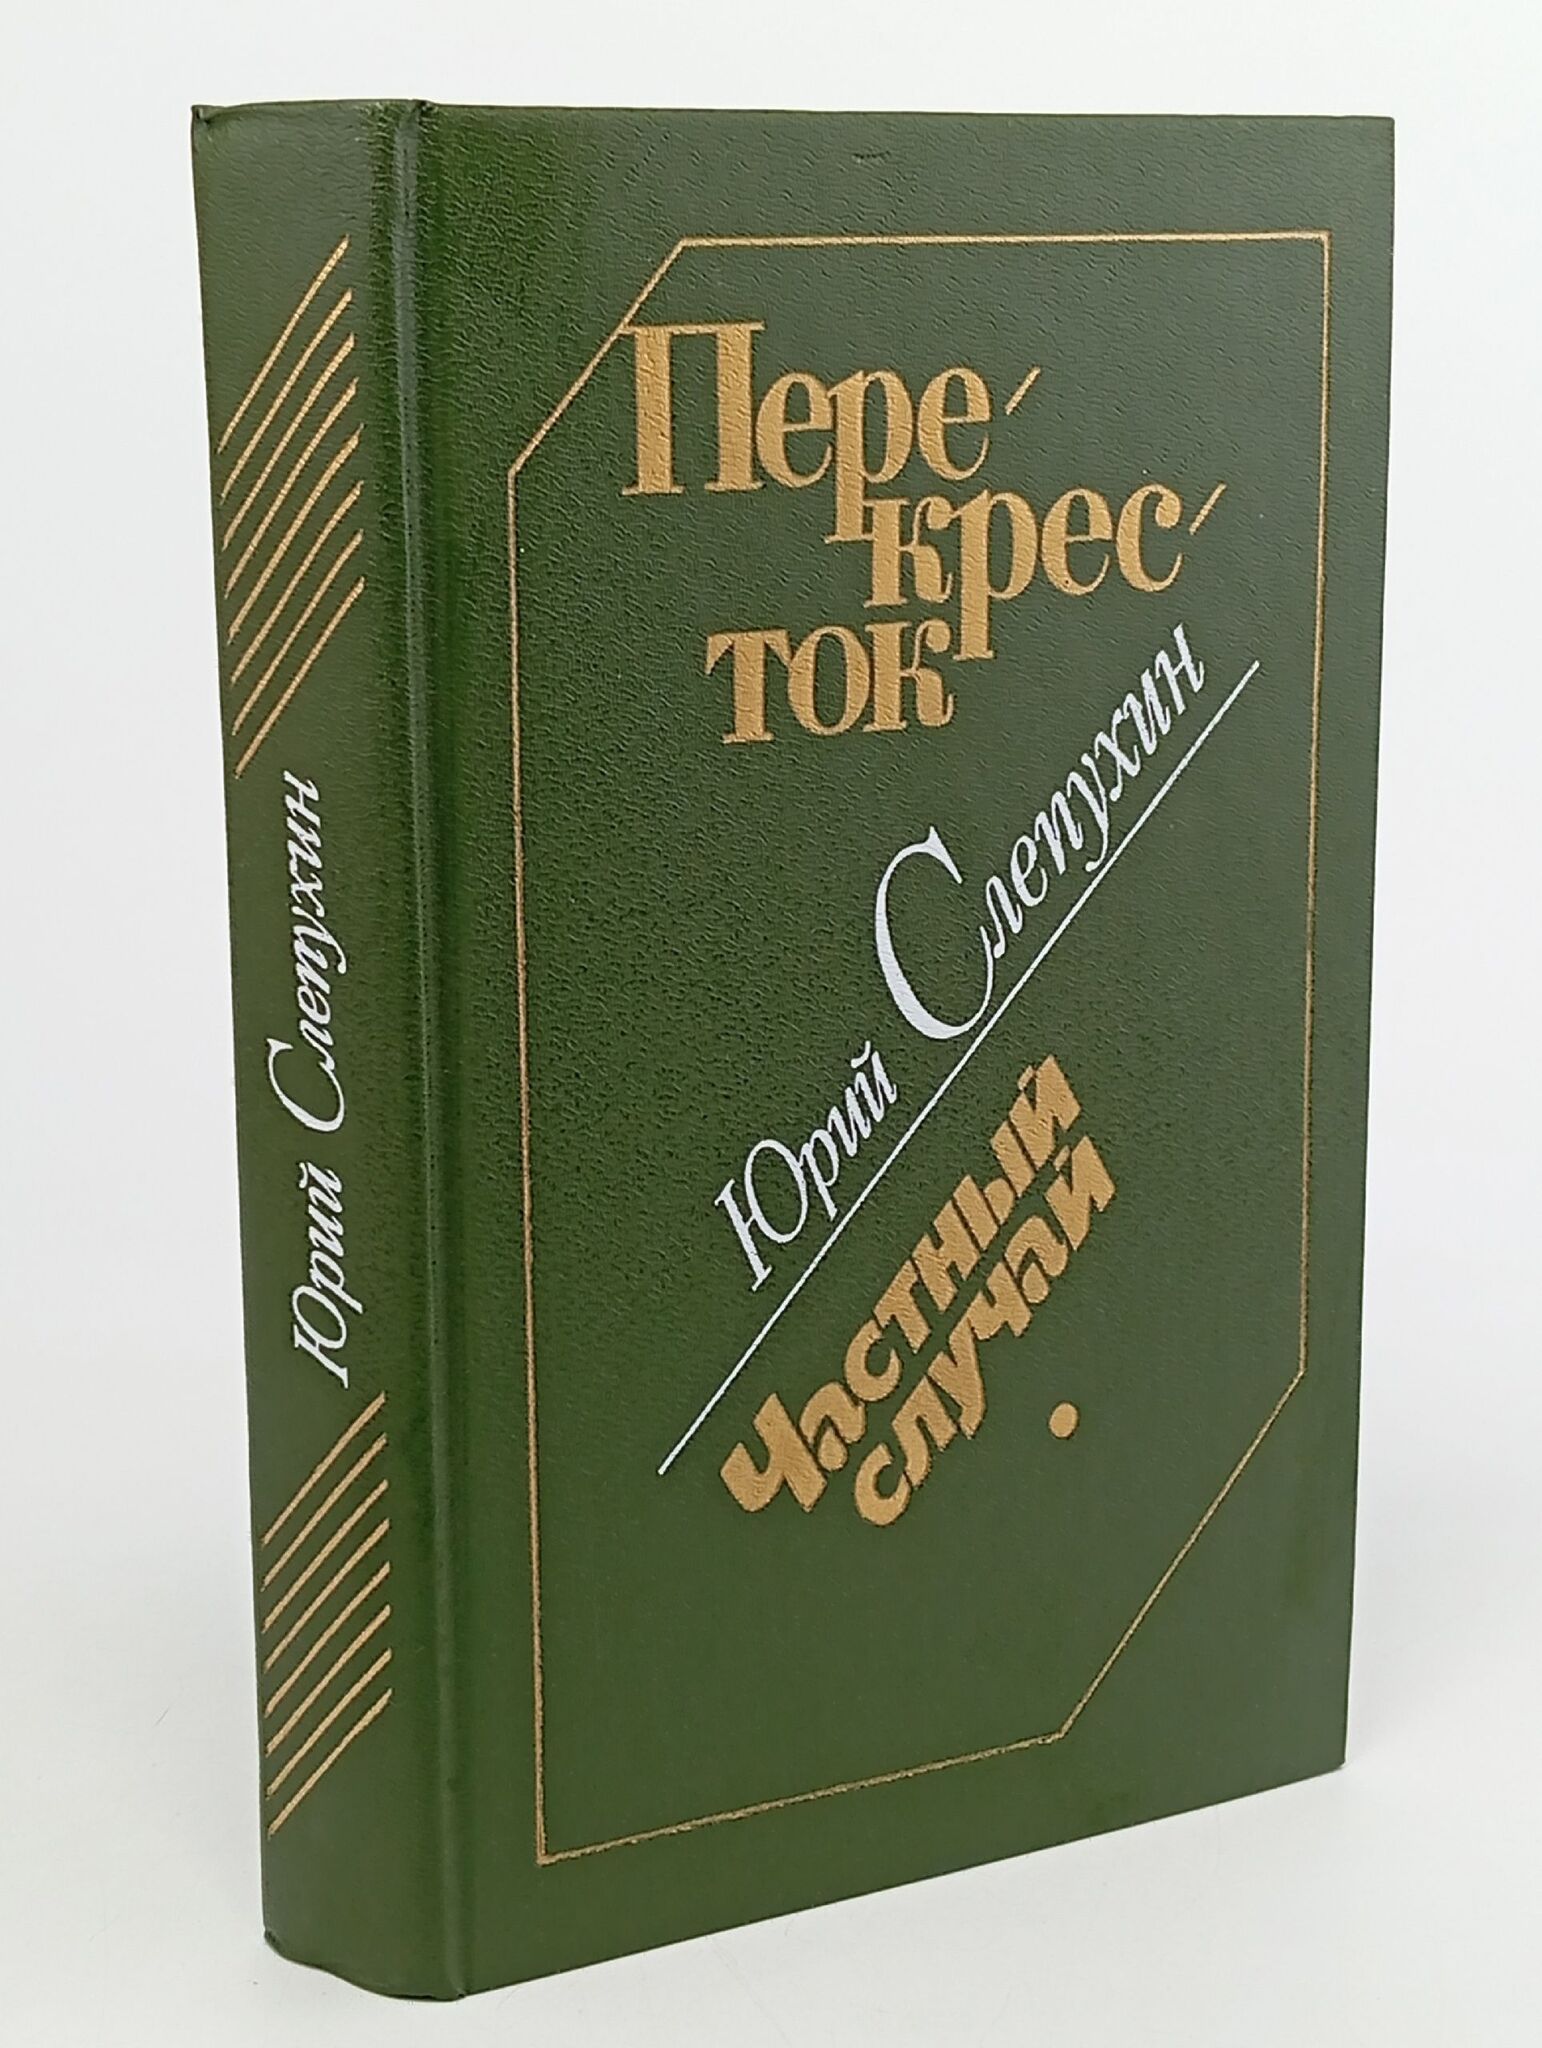 Юрий Слепухин
Пере-
крес-
ток
Юрий Слепухин
Частный
случай